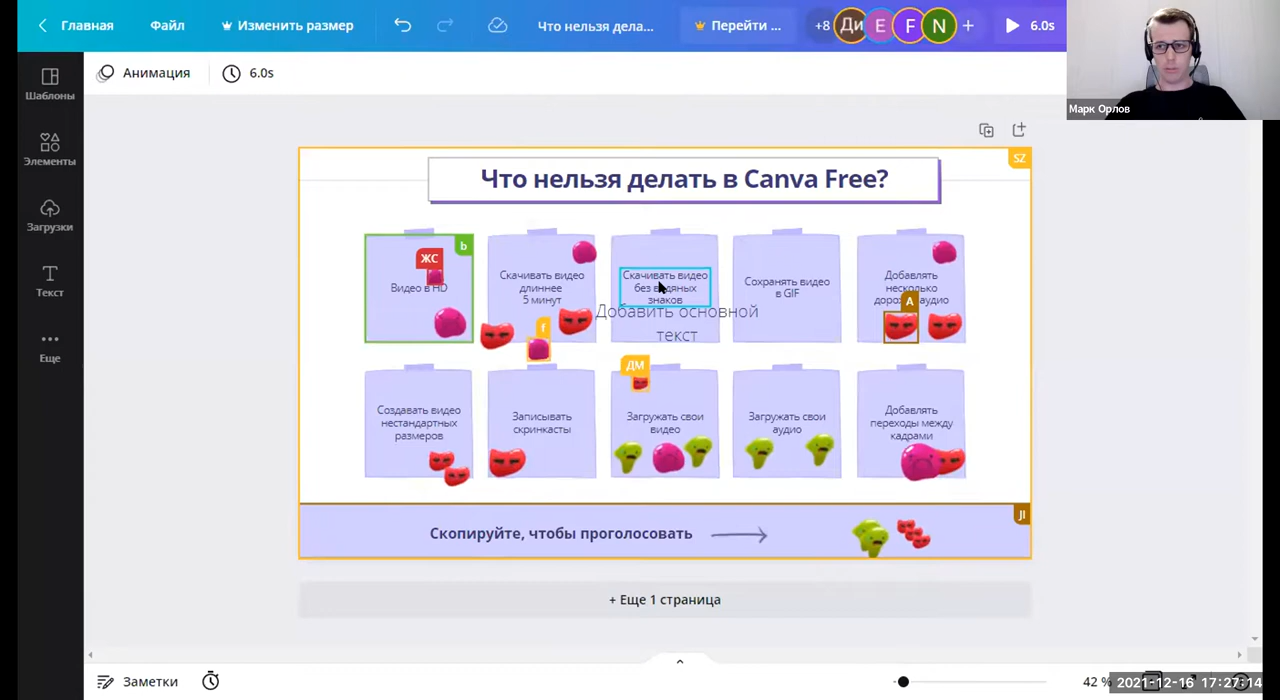 Главная
Файл
Изменить размер
Что нельзя дела...
Перейти ...
+8
Ди
E
F
N
+
6.0s
Марк Орлов
Шаблоны
Элементы
Загрузки
Текст
Еще
Анимация
6.0s
SZ
Что нельзя делать в Canva Free?
b
ЖС
Видео в HD
Скачивать видео
длиннее
5 минут
f
Скачивать видео
без водяных
знаков
Добавить основной
текст
Сохранять видео
в GIF
Добавлять
несколько
аудио
A
Создавать видео
нестандартных
размеров
Записывать
скринкасты
ДМ
Загружать свои
видео
Загружать свои
аудио
Добавлять
переходы между
кадрами
JI
Скопируйте, чтобы проголосовать
+ Еще 1 страница
Заметки
42 %
2021-12-16 17:27:14